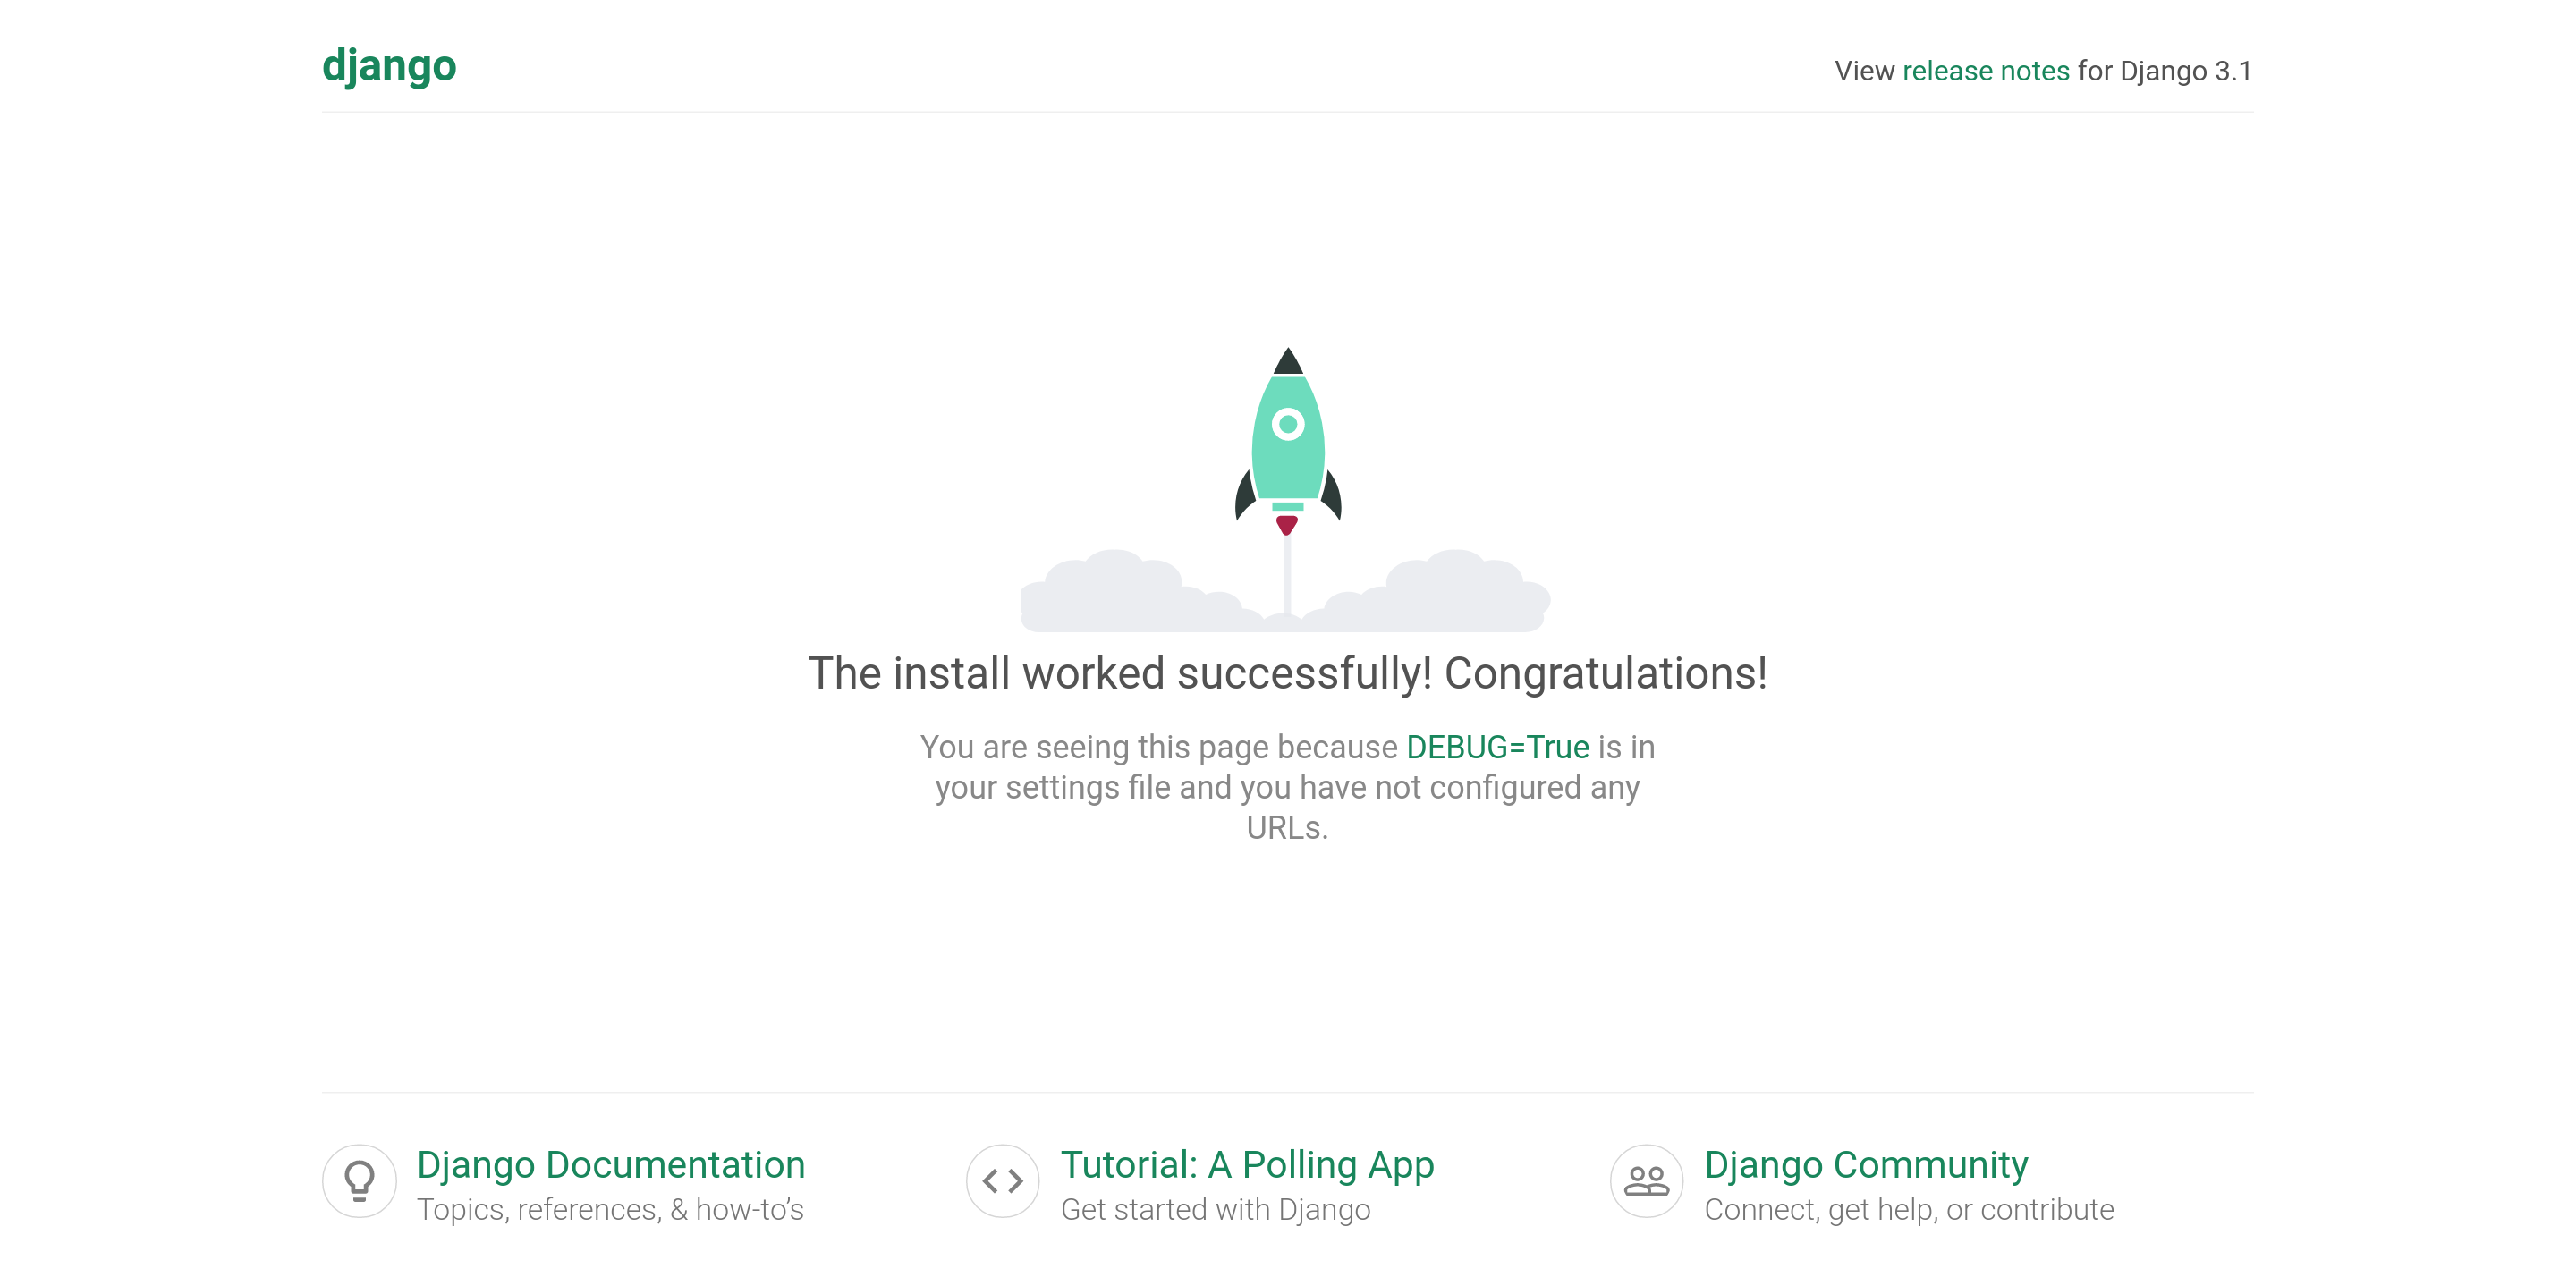 django
View release notes for Django 3.1
The install worked successfully! Congratulations!
You are seeing this page because DEBUG=True is in
your settings file and you have not configured any
URLs.
Django Documentation
Topics, references, & how-to’s
Tutorial: A Polling App
Get started with Django
Django Community
Connect, get help, or contribute